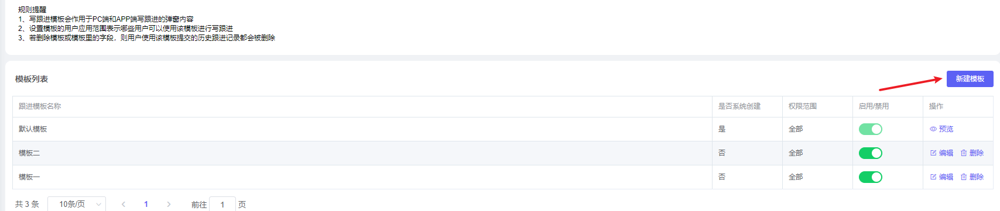 规则提醒
1、写跟进模板会作用于PC端和APP端写跟进的弹窗内容
2、设置模板的用户应用范围表示哪些用户可以使用该模板进行写跟进
3、若删除模板或模板里的字段，则用户使用该模板提交的历史跟进记录都会被删除
模板列表 新建模板
跟进模板名称 是否系统创建 权限范围 启用/禁用 操作
默认模板 是 全部 预览
模板二 否 全部 编辑 删除
模板一 否 全部 编辑 删除
共 3 条 10条/页 1 前往 1 页